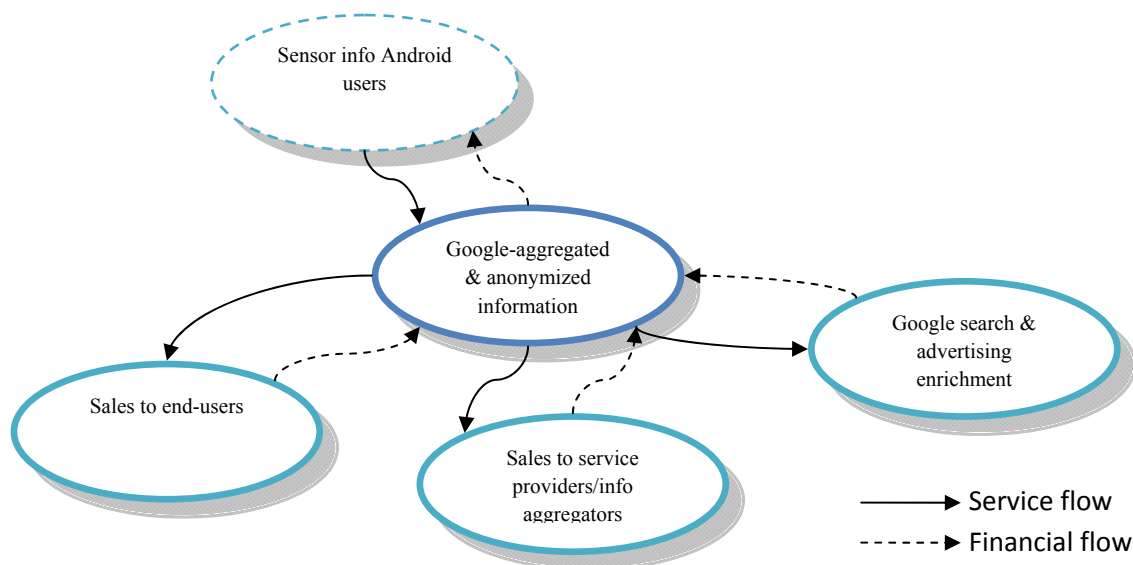 Sensor info Android
users
Google-aggregated
& anonymized
information
Google search &
advertising
enrichment
Sales to end-users
Sales to service
providers/info
aggregators
Service flow
Financial flow